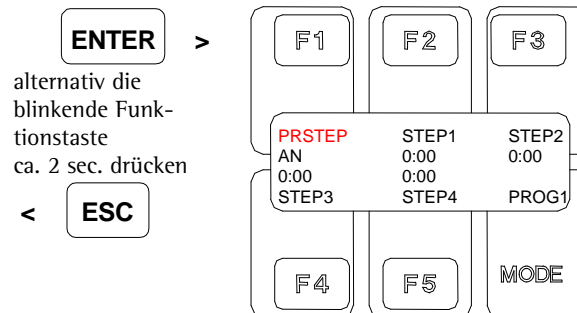 ENTER >
alternativ die
blinkende Funk-
tionstaste
ca. 2 sec. drücken
< ESC
F1 F2 F3
PRSTEP STEP1 STEP2
AN 0:00 0:00
0:00 0:00
STEP3 STEP4 PROG1
F4 F5 MODE